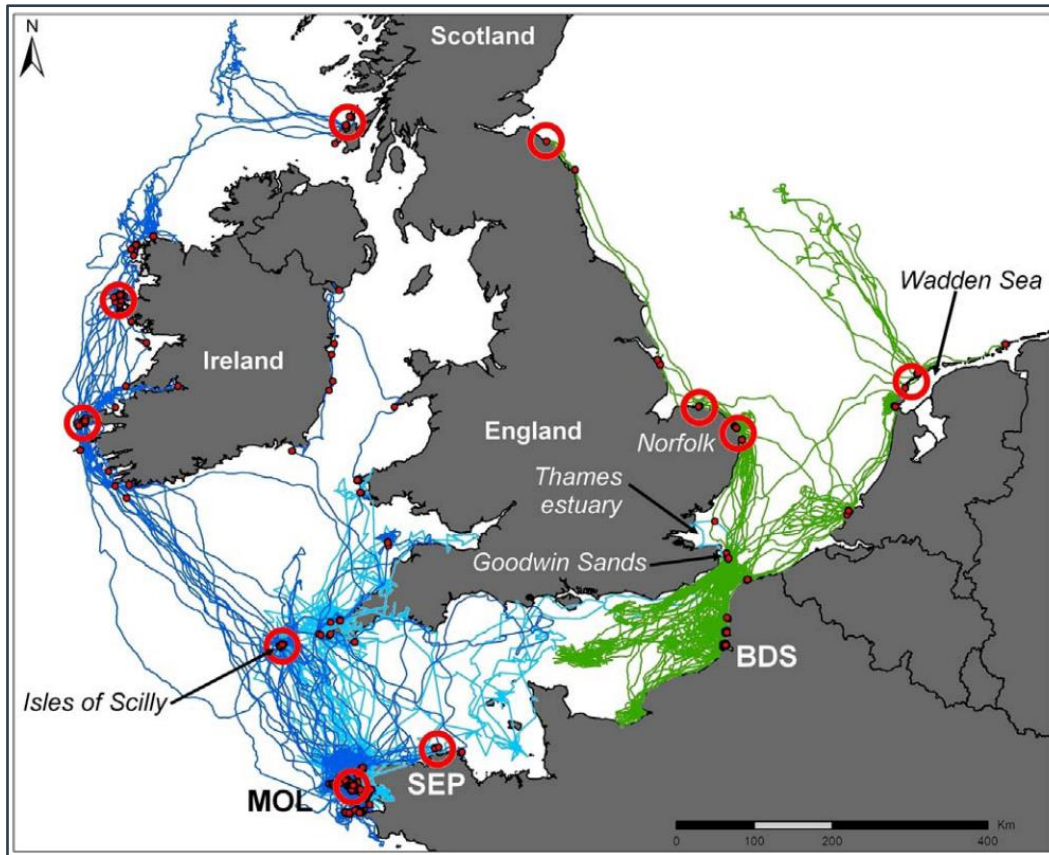 N
Scotland
Wadden Sea
Ireland
England
Norfolk
Thames
estuary
Goodwin Sands
BDS
Isles of Scilly
SEP
MOL
Km
0 100 200 400